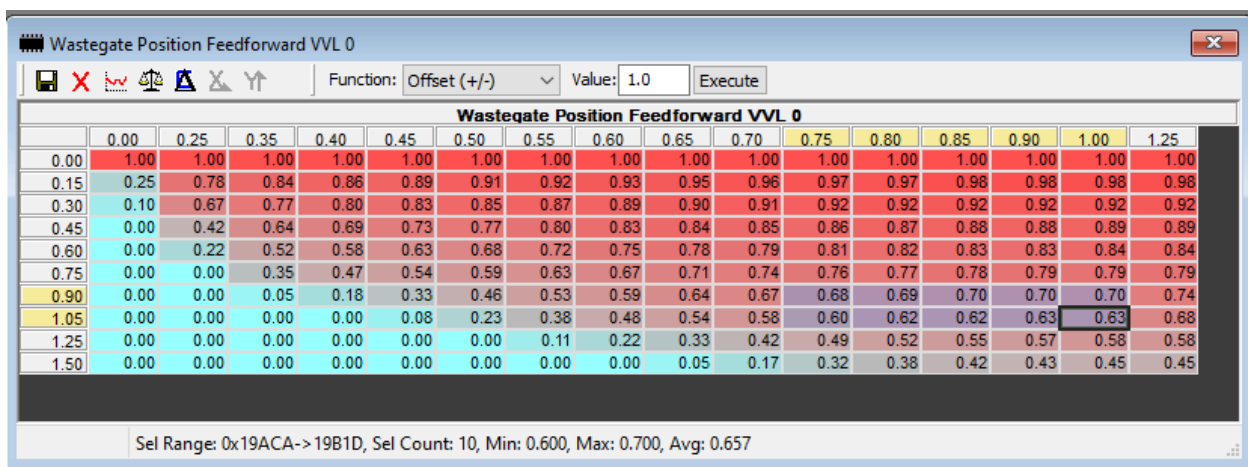 Wastegate Position Feedforward VVL 0
Function: Offset (+/-) Value: 1.0 Execute
Wastegate Position Feedforward VVL 0
0.00 0.25 0.35 0.40 0.45 0.50 0.55 0.60 0.65 0.70 0.75 0.80 0.85 0.90 1.00 1.25
0.00 1.00 1.00 1.00 1.00 1.00 1.00 1.00 1.00 1.00 1.00 1.00 1.00 1.00 1.00 1.00 1.00
0.15 0.25 0.78 0.84 0.86 0.89 0.91 0.92 0.93 0.95 0.96 0.97 0.97 0.98 0.98 0.98 0.98
0.30 0.10 0.67 0.77 0.80 0.83 0.85 0.87 0.89 0.90 0.91 0.92 0.92 0.92 0.92 0.92 0.92
0.45 0.00 0.42 0.64 0.69 0.73 0.77 0.80 0.83 0.84 0.85 0.86 0.87 0.88 0.88 0.89 0.89
0.60 0.00 0.22 0.52 0.58 0.63 0.68 0.72 0.75 0.78 0.79 0.81 0.82 0.83 0.83 0.84 0.84
0.75 0.00 0.00 0.35 0.47 0.54 0.59 0.63 0.67 0.71 0.74 0.76 0.77 0.78 0.79 0.79 0.79
0.90 0.00 0.00 0.05 0.18 0.33 0.46 0.53 0.59 0.64 0.67 0.68 0.69 0.70 0.70 0.70 0.74
1.05 0.00 0.00 0.00 0.00 0.08 0.23 0.38 0.48 0.54 0.58 0.60 0.62 0.62 0.63 0.63 0.68
1.25 0.00 0.00 0.00 0.00 0.00 0.00 0.11 0.22 0.33 0.42 0.49 0.52 0.55 0.57 0.58 0.58
1.50 0.00 0.00 0.00 0.00 0.00 0.00 0.00 0.00 0.05 0.17 0.32 0.38 0.42 0.43 0.45 0.45
Sel Range: 0x19ACA->19B1D, Sel Count: 10, Min: 0.600, Max: 0.700, Avg: 0.657